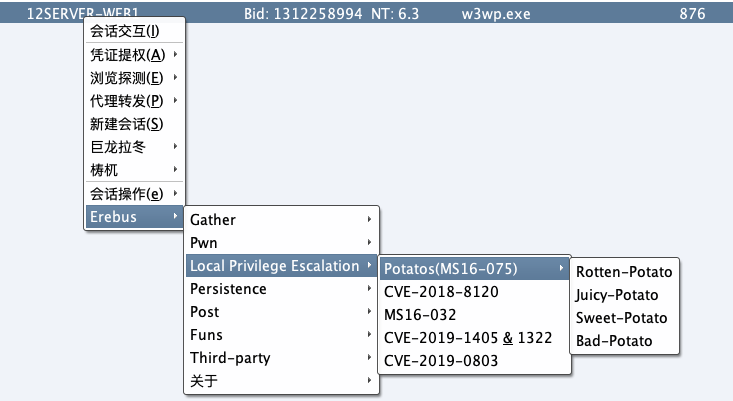 12SERVER-WEB1 Bid: 1312258994 NT: 6.3 w3wp.exe 876
会话交互(I)
凭证提权(A)
浏览探测(E)
代理转发(P)
新建会话(S)
巨龙拉冬
梼杌
会话操作(e)
Erebus
Gather
Pwn
Local Privilege Escalation
Persistence
Post
Funs
Third-party
关于
Potatos(MS16-075)
CVE-2018-8120
MS16-032
CVE-2019-1405 & 1322
CVE-2019-0803
Rotten-Potato
Juicy-Potato
Sweet-Potato
Bad-Potato